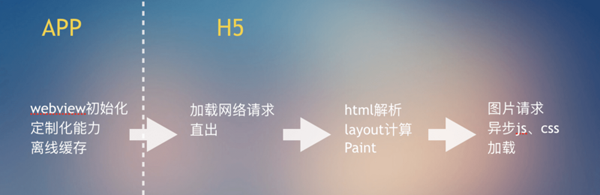 APP
H5
webview初始化
定制化能力
离线缓存
加载网络请求
直出
html解析
layout计算
Paint
图片请求
异步js、css
加载